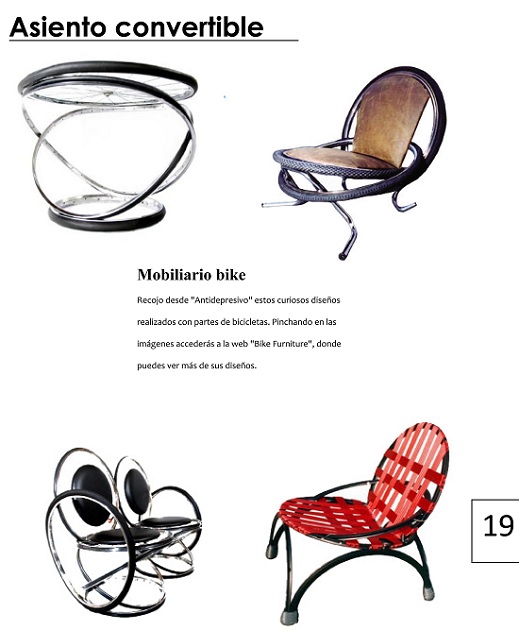 Asiento convertible
Mobiliario bike
Recojo desde "Antidepresivo" estos curiosos diseños
realizados con partes de bicicletas. Pinchando en las
imágenes accederás a la web "Bike Furniture", donde
puedes ver más de sus diseños.
19